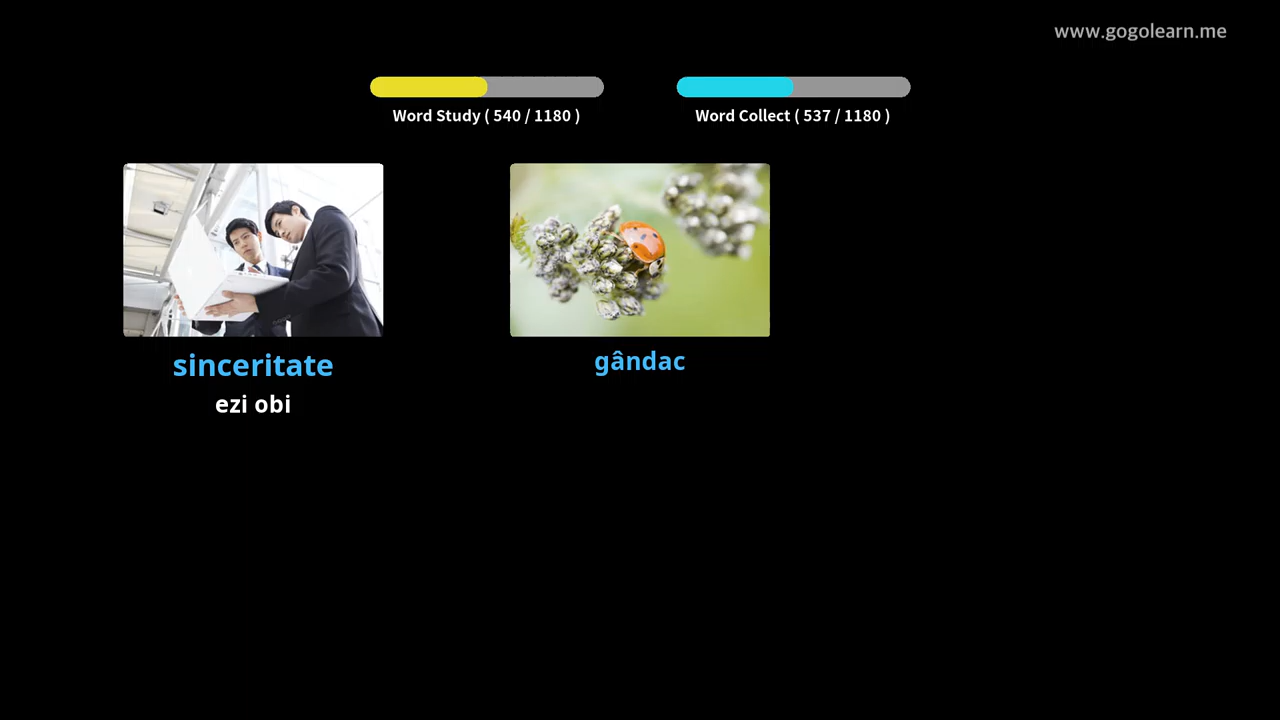 www.gogolearn.me
Word Study ( 540 / 1180 )
Word Collect ( 537 / 1180 )
sinceritate
ezi obi
gândac